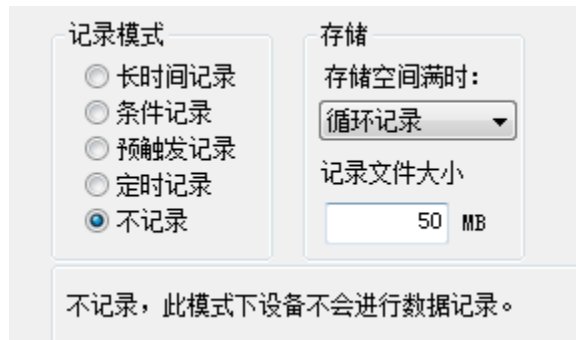 记录模式
长时间记录
条件记录
预触发记录
定时记录
不记录
存储
存储空间满时:
循环记录
记录文件大小
50 MB
不记录，此模式下设备不会进行数据记录。